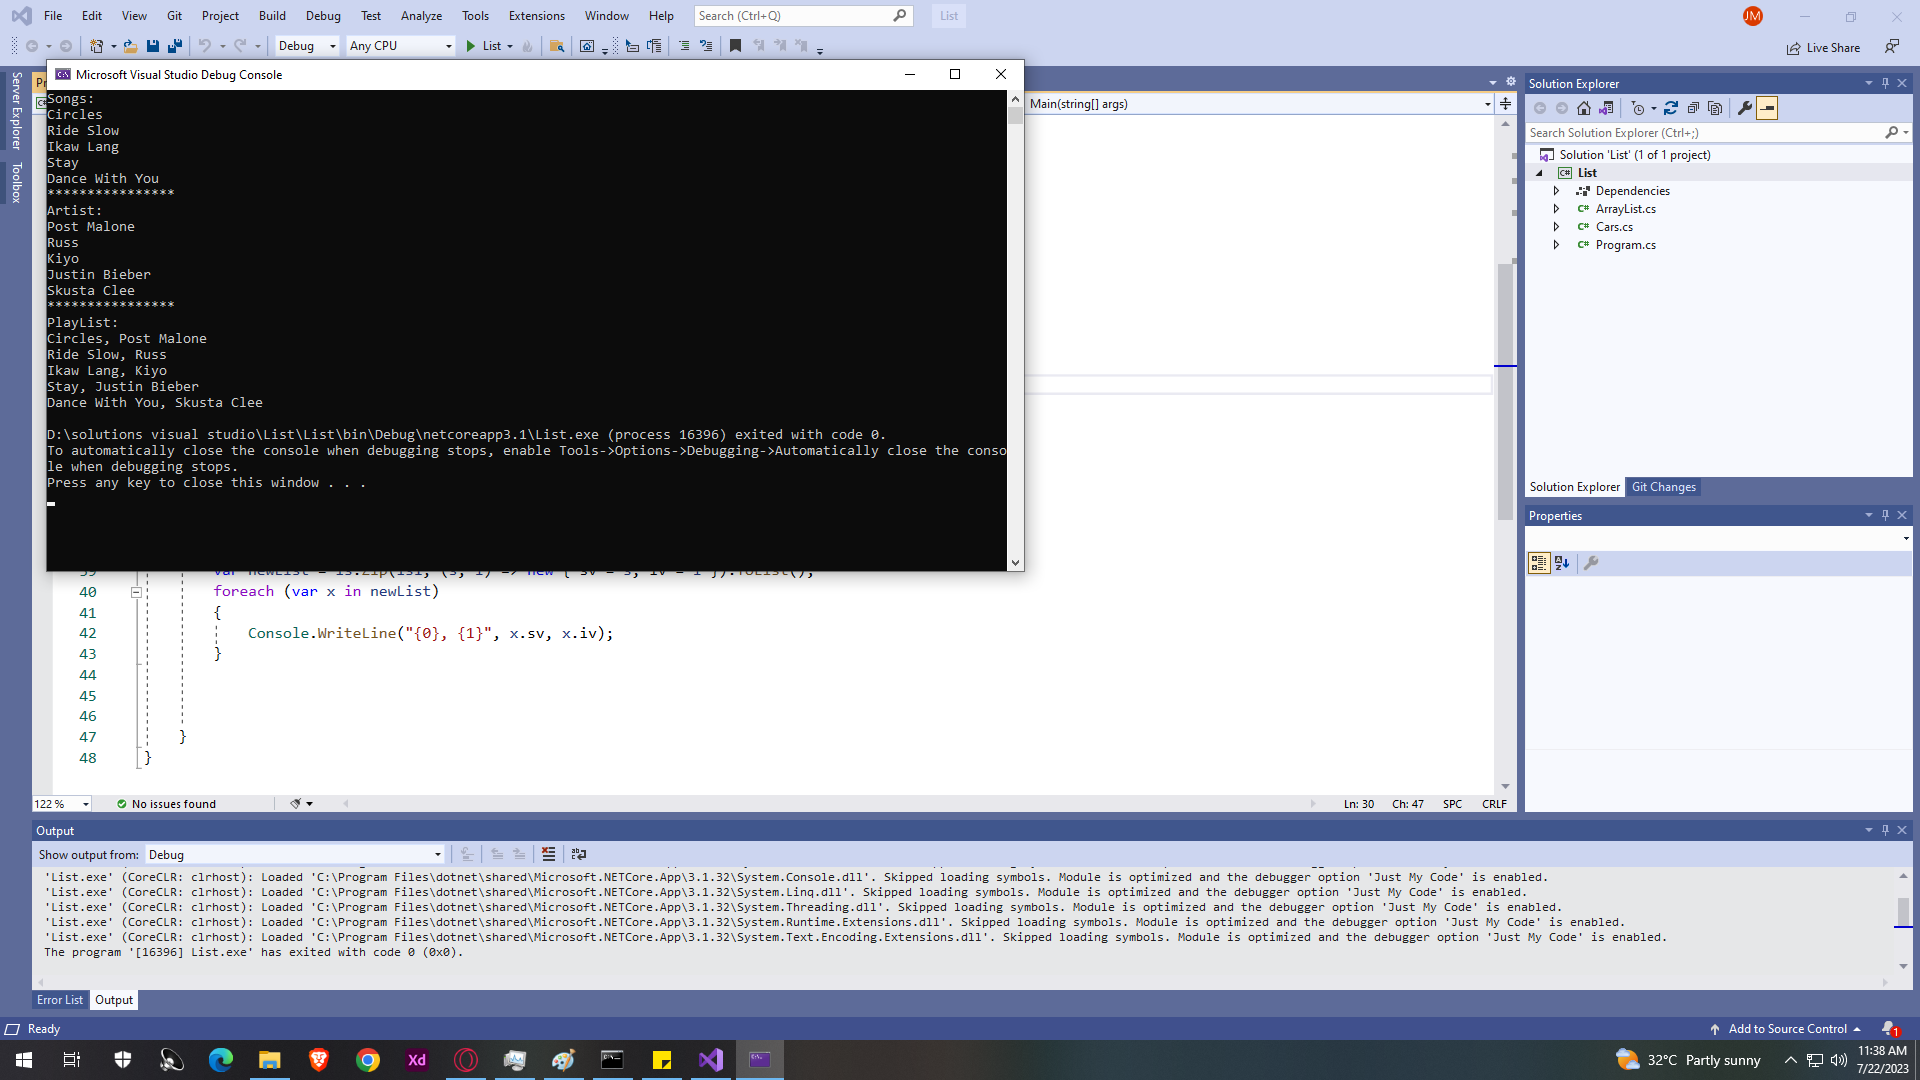 File Edit View Git Project Build Debug Test Analyze Tools Extensions Window Help Search (Ctrl+Q) List JM
Debug Any CPU List Live Share
Microsoft Visual Studio Debug Console
Server Explorer
Toolbox
Songs:
Circles
Ride Slow
Ikaw Lang
Stay
Dance With You
****************
Artist:
Post Malone
Russ
Kiyo
Justin Bieber
Skusta Clee
****************
PlayList:
Circles, Post Malone
Ride Slow, Russ
Ikaw Lang, Kiyo
Stay, Justin Bieber
Dance With You, Skusta Clee
D:\solutions visual studio\List\List\bin\Debug\netcoreapp3.1\List.exe (process 16396) exited with code 0.
To automatically close the console when debugging stops, enable Tools->Options->Debugging->Automatically close the conso
le when debugging stops.
Press any key to close this window . . .
Main(string[] args)
40 foreach (var x in newList)
41 {
42 Console.WriteLine("{0}, {1}", x.sv, x.iv);
43 }
44
45
46
47 }
48 }
122 % No issues found Ln: 30 Ch: 47 SPC CRLF
Solution Explorer
Search Solution Explorer (Ctrl+;)
Solution 'List' (1 of 1 project)
C# List
Dependencies
C# ArrayList.cs
C# Cars.cs
C# Program.cs
Solution Explorer Git Changes
Properties
Output
Show output from: Debug
'List.exe' (CoreCLR: clrhost): Loaded 'C:\Program Files\dotnet\shared\Microsoft.NETCore.App\3.1.32\System.Console.dll'. Skipped loading symbols. Module is optimized and the debugger option 'Just My Code' is enabled.
'List.exe' (CoreCLR: clrhost): Loaded 'C:\Program Files\dotnet\shared\Microsoft.NETCore.App\3.1.32\System.Linq.dll'. Skipped loading symbols. Module is optimized and the debugger option 'Just My Code' is enabled.
'List.exe' (CoreCLR: clrhost): Loaded 'C:\Program Files\dotnet\shared\Microsoft.NETCore.App\3.1.32\System.Threading.dll'. Skipped loading symbols. Module is optimized and the debugger option 'Just My Code' is enabled.
'List.exe' (CoreCLR: clrhost): Loaded 'C:\Program Files\dotnet\shared\Microsoft.NETCore.App\3.1.32\System.Runtime.Extensions.dll'. Skipped loading symbols. Module is optimized and the debugger option 'Just My Code' is enabled.
'List.exe' (CoreCLR: clrhost): Loaded 'C:\Program Files\dotnet\shared\Microsoft.NETCore.App\3.1.32\System.Text.Encoding.Extensions.dll'. Skipped loading symbols. Module is optimized and the debugger option 'Just My Code' is enabled.
The program '[16396] List.exe' has exited with code 0 (0x0).
Error List Output
Ready Add to Source Control 1
Xd 32°C Partly sunny 11:38 AM
7/22/2023